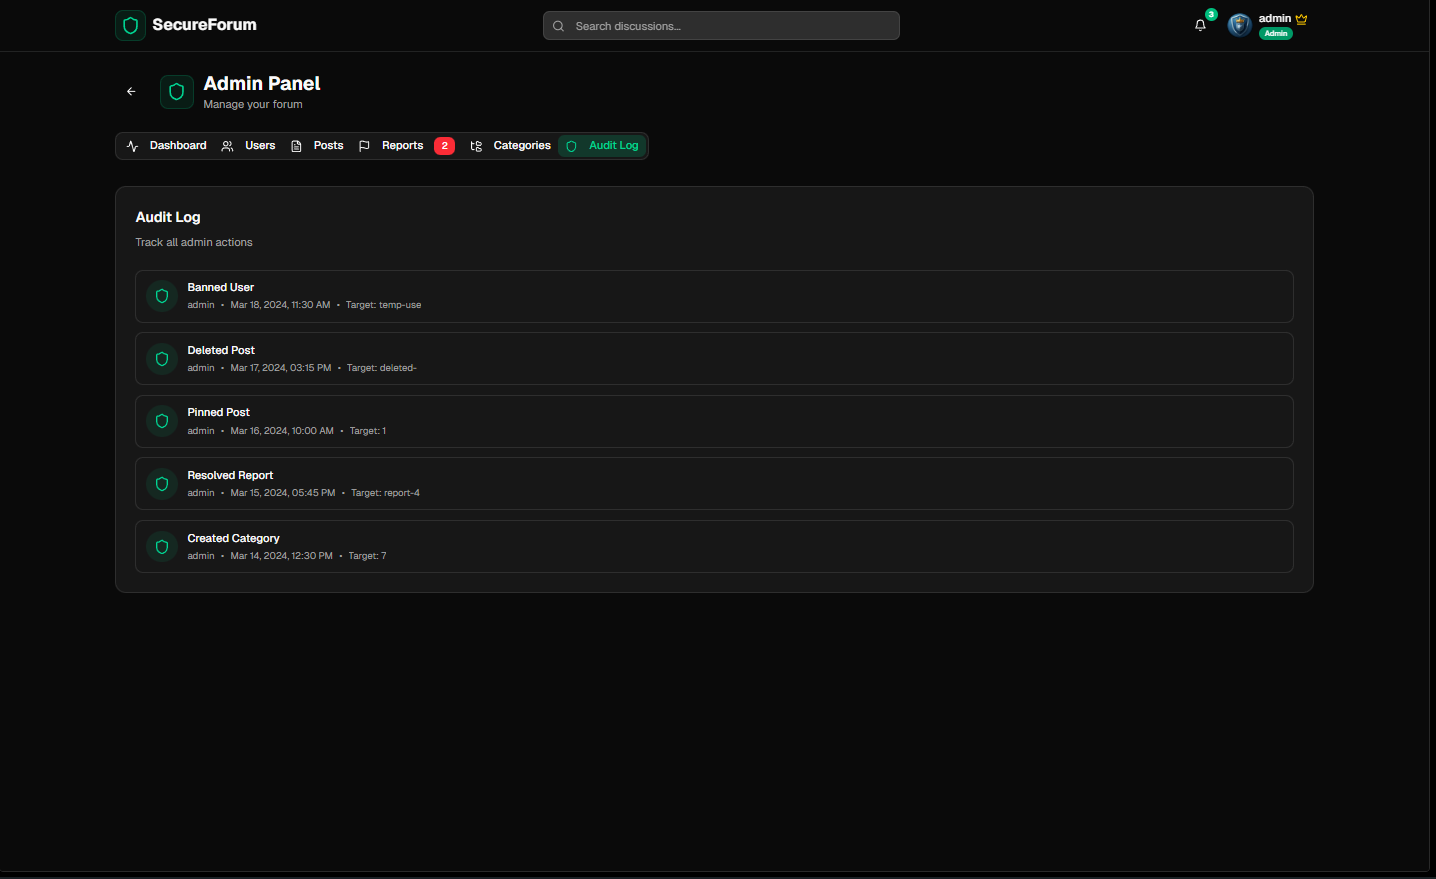 SecureForum
Search discussions...
3
admin
Admin
Admin Panel
Manage your forum
Dashboard Users Posts Reports 2 Categories Audit Log
Audit Log
Track all admin actions
Banned User
admin • Mar 18, 2024, 11:30 AM • Target: temp-use
Deleted Post
admin • Mar 17, 2024, 03:15 PM • Target: deleted-
Pinned Post
admin • Mar 16, 2024, 10:00 AM • Target: 1
Resolved Report
admin • Mar 15, 2024, 05:45 PM • Target: report-4
Created Category
admin • Mar 14, 2024, 12:30 PM • Target: 7